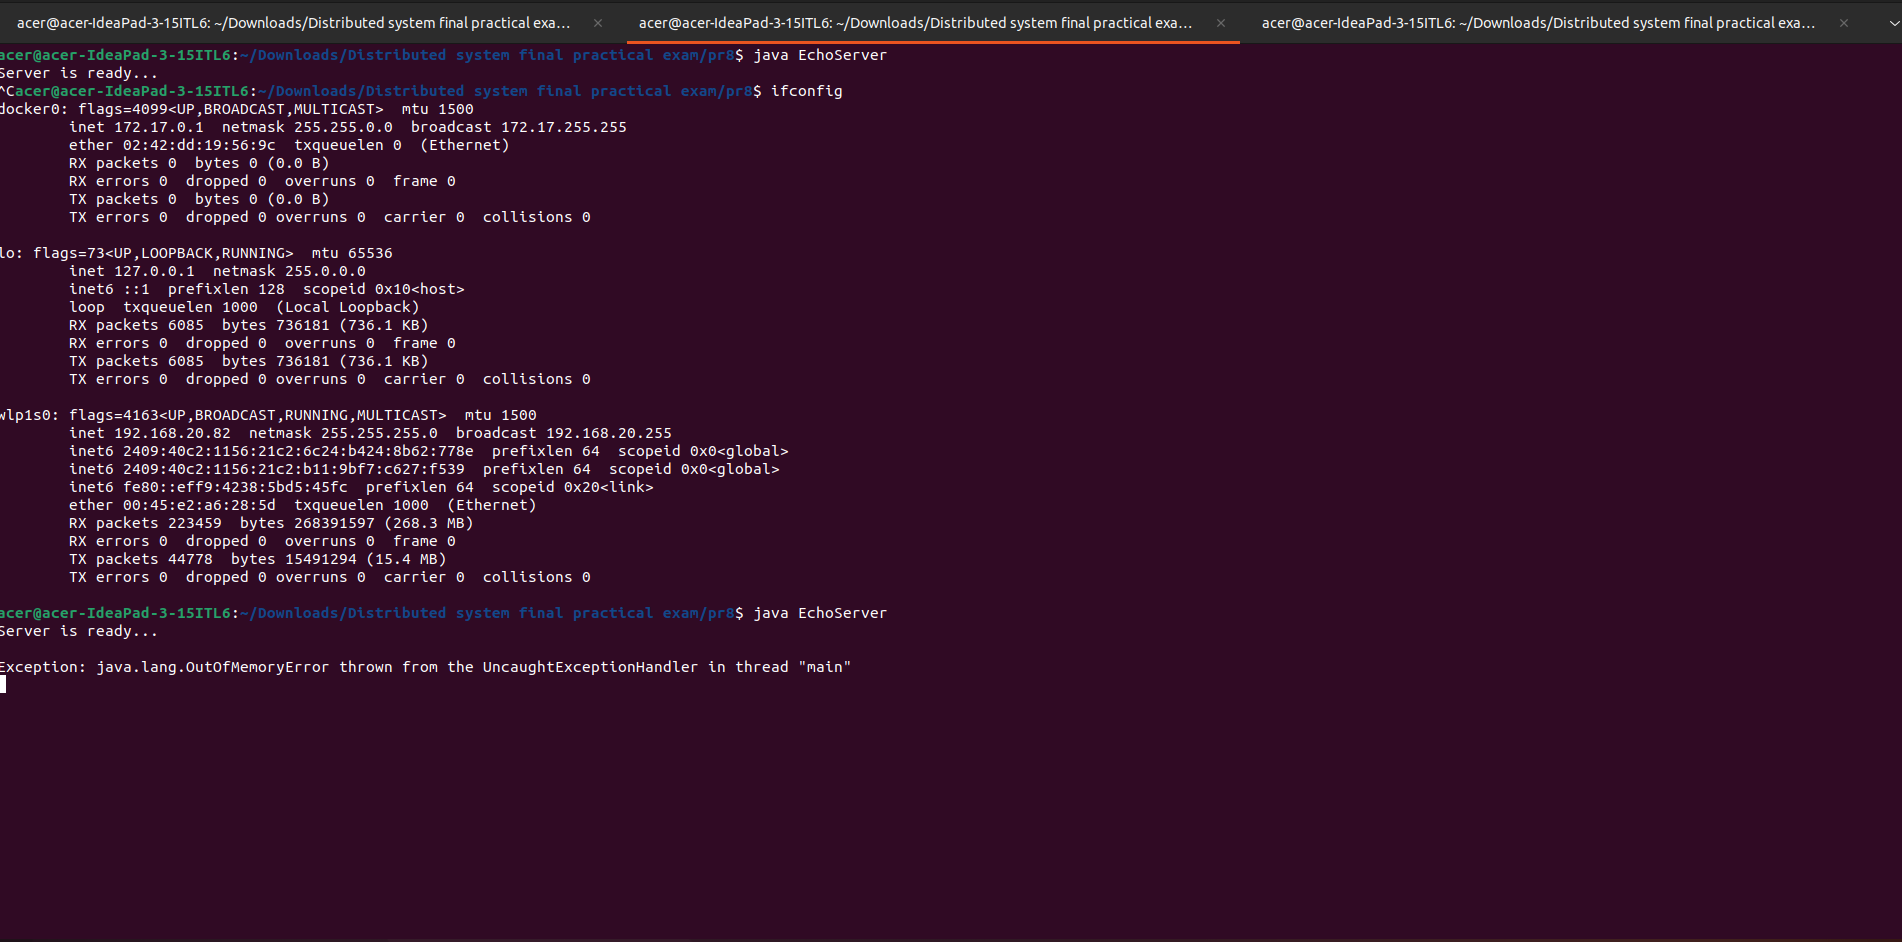 acer@acer-IdeaPad-3-15ITL6: ~/Downloads/Distributed system final practical exa...
acer@acer-IdeaPad-3-15ITL6: ~/Downloads/Distributed system final practical exa...
acer@acer-IdeaPad-3-15ITL6: ~/Downloads/Distributed system final practical exa...
acer@acer-IdeaPad-3-15ITL6:~/Downloads/Distributed system final practical exam/pr8$ java EchoServer
Server is ready...
^Cacer@acer-IdeaPad-3-15ITL6:~/Downloads/Distributed system final practical exam/pr8$ ifconfig
docker0: flags=4099<UP,BROADCAST,MULTICAST>  mtu 1500
        inet 172.17.0.1  netmask 255.255.0.0  broadcast 172.17.255.255
        ether 02:42:dd:19:56:9c  txqueuelen 0  (Ethernet)
        RX packets 0  bytes 0 (0.0 B)
        RX errors 0  dropped 0  overruns 0  frame 0
        TX packets 0  bytes 0 (0.0 B)
        TX errors 0  dropped 0 overruns 0  carrier 0  collisions 0
lo: flags=73<UP,LOOPBACK,RUNNING>  mtu 65536
        inet 127.0.0.1  netmask 255.0.0.0
        inet6 ::1  prefixlen 128  scopeid 0x10<host>
        loop  txqueuelen 1000  (Local Loopback)
        RX packets 6085  bytes 736181 (736.1 KB)
        RX errors 0  dropped 0  overruns 0  frame 0
        TX packets 6085  bytes 736181 (736.1 KB)
        TX errors 0  dropped 0 overruns 0  carrier 0  collisions 0
wlp1s0: flags=4163<UP,BROADCAST,RUNNING,MULTICAST>  mtu 1500
        inet 192.168.20.82  netmask 255.255.255.0  broadcast 192.168.20.255
        inet6 2409:40c2:1156:21c2:6c24:b424:8b62:778e  prefixlen 64  scopeid 0x0<global>
        inet6 2409:40c2:1156:21c2:b11:9bf7:c627:f539  prefixlen 64  scopeid 0x0<global>
        inet6 fe80::eff9:4238:5bd5:45fc  prefixlen 64  scopeid 0x20<link>
        ether 00:45:e2:a6:28:5d  txqueuelen 1000  (Ethernet)
        RX packets 223459  bytes 268391597 (268.3 MB)
        RX errors 0  dropped 0  overruns 0  frame 0
        TX packets 44778  bytes 15491294 (15.4 MB)
        TX errors 0  dropped 0 overruns 0  carrier 0  collisions 0
acer@acer-IdeaPad-3-15ITL6:~/Downloads/Distributed system final practical exam/pr8$ java EchoServer
Server is ready...
Exception: java.lang.OutOfMemoryError thrown from the UncaughtExceptionHandler in thread "main"